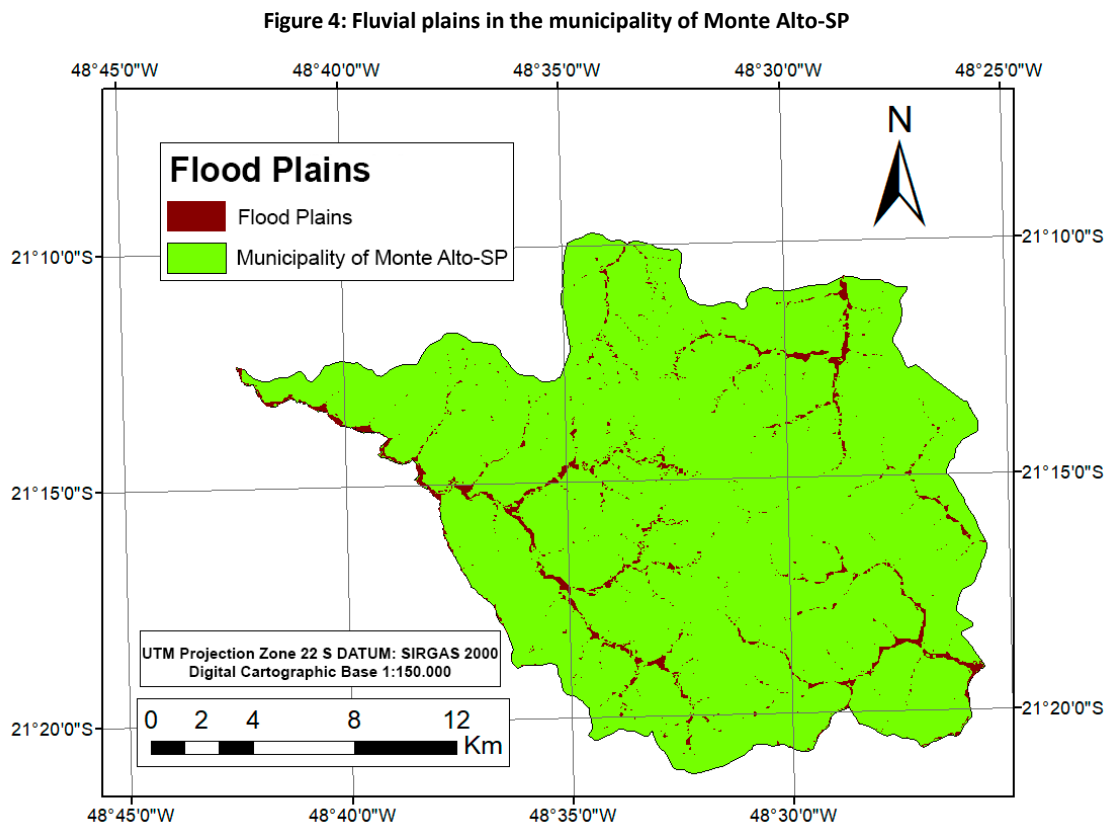 Figure 4: Fluvial plains in the municipality of Monte Alto-SP
48°45'0"W 48°40'0"W 48°35'0"W 48°30'0"W 48°25'0"W
N
Flood Plains
Flood Plains
Municipality of Monte Alto-SP
21°10'0"S 21°10'0"S
21°15'0"S 21°15'0"S
UTM Projection Zone 22 S DATUM: SIRGAS 2000
Digital Cartographic Base 1:150.000
21°20'0"S 21°20'0"S
0 2 4 8 12
Km
48°45'0"W 48°40'0"W 48°35'0"W 48°30'0"W